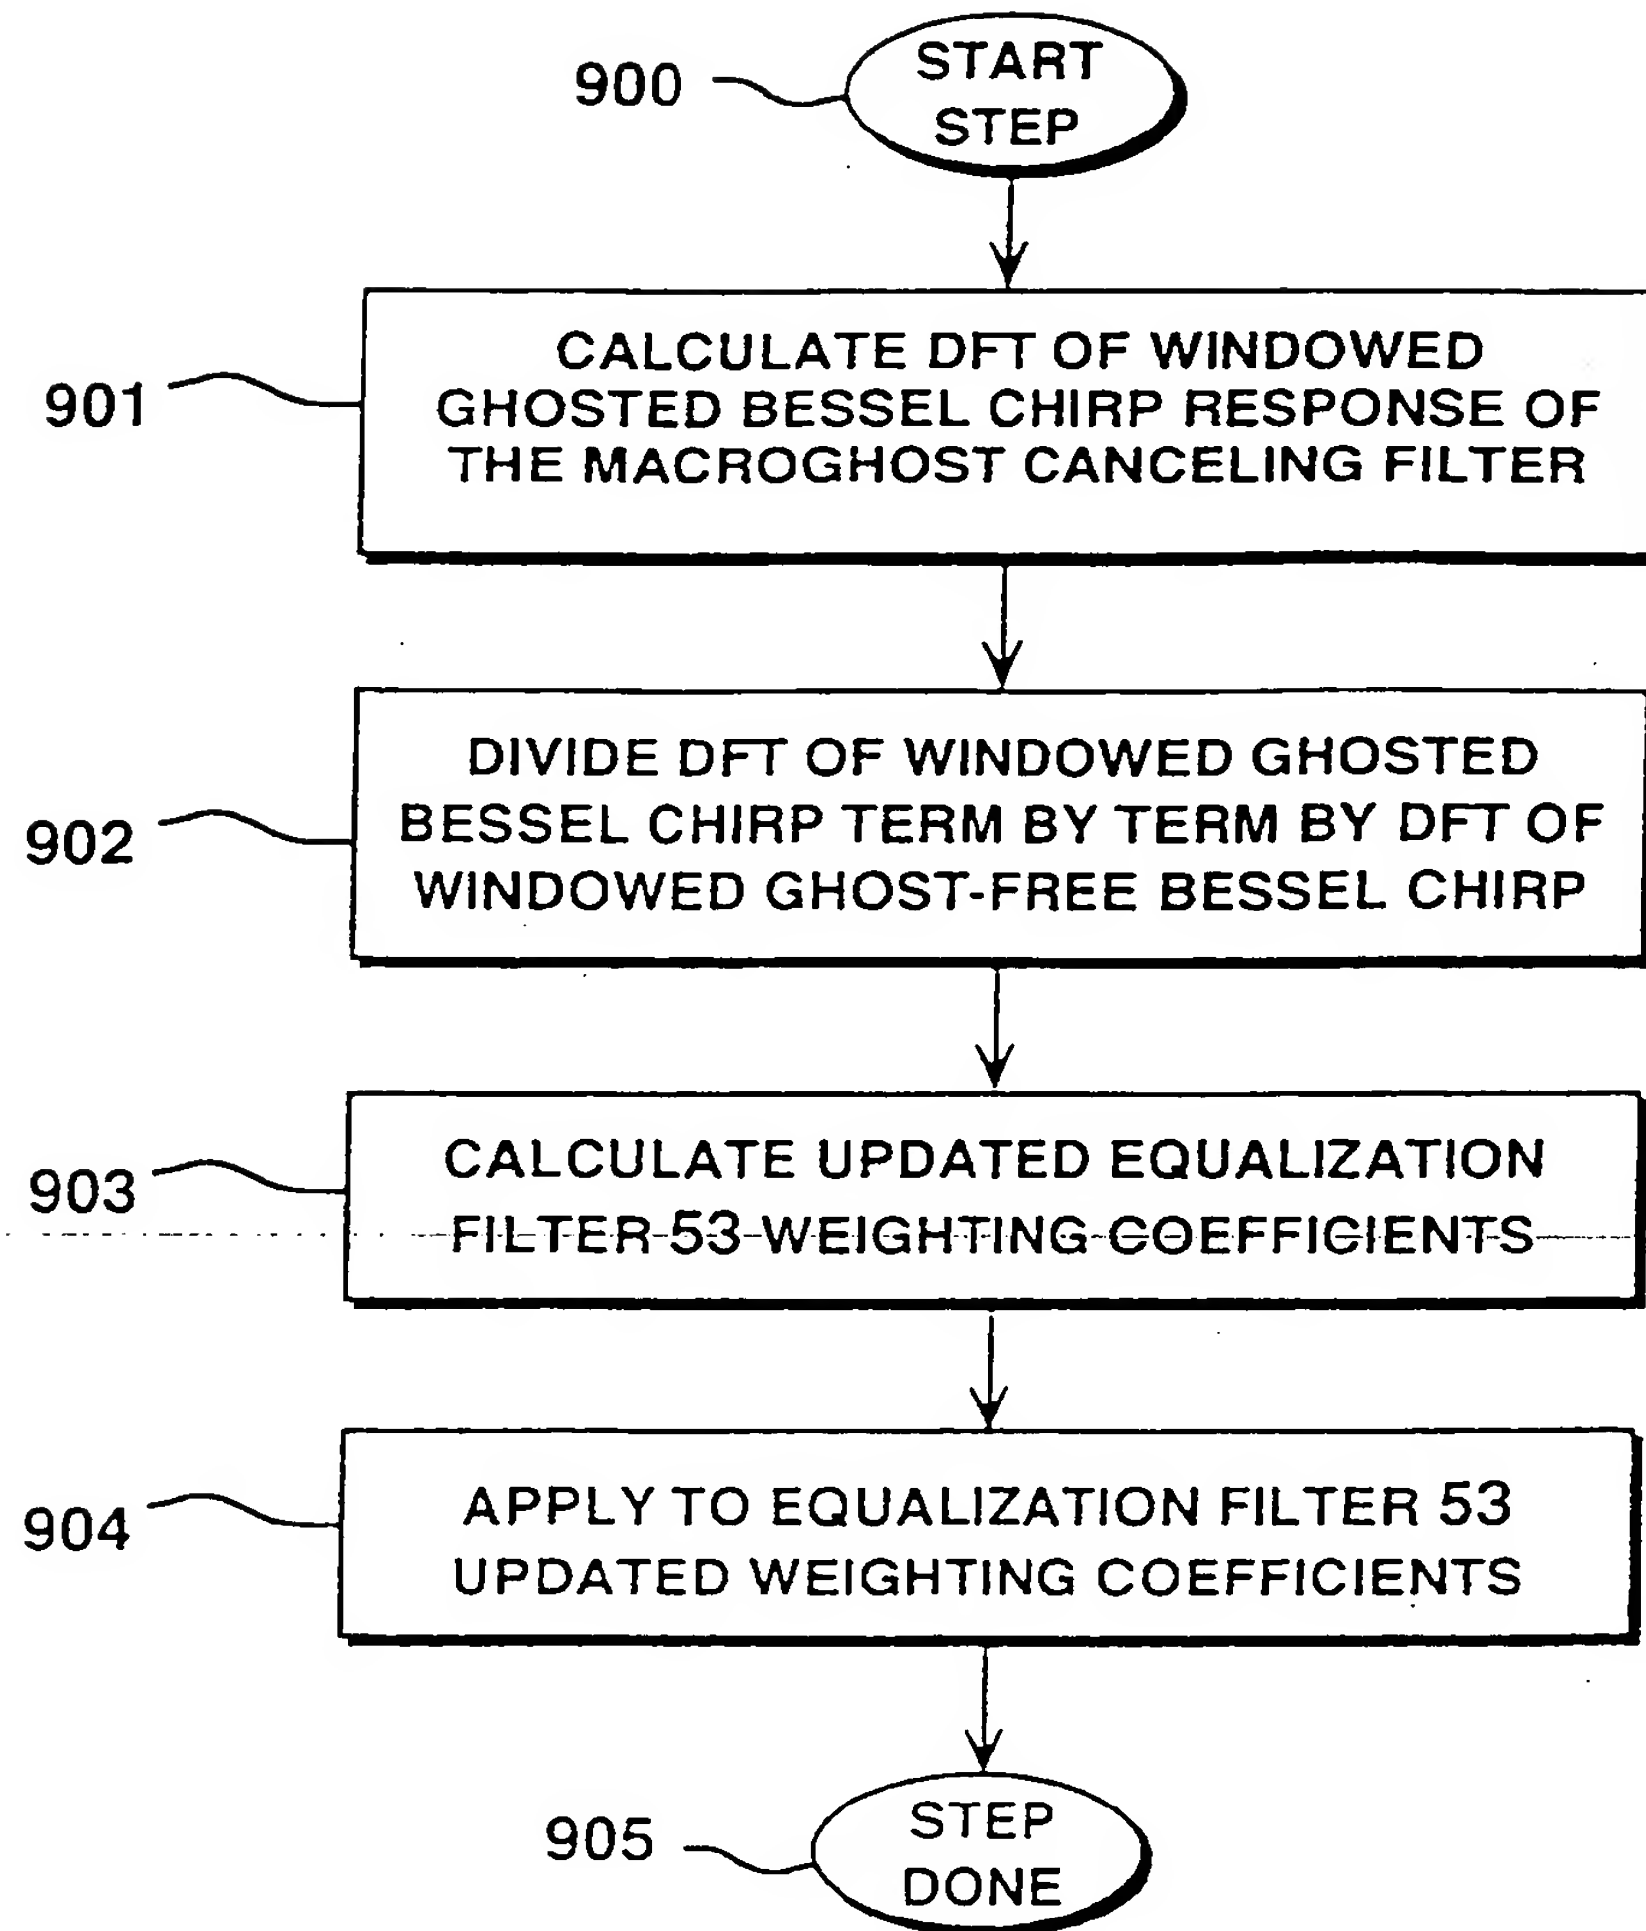 900
START
STEP
901
CALCULATE DFT OF WINDOWED
GHOSTED BESSEL CHIRP RESPONSE OF
THE MACROGHOST CANCELING FILTER
902
DIVIDE DFT OF WINDOWED GHOSTED
BESSEL CHIRP TERM BY TERM BY DFT OF
WINDOWED GHOST-FREE BESSEL CHIRP
903
CALCULATE UPDATED EQUALIZATION
FILTER 53 WEIGHTING COEFFICIENTS
904
APPLY TO EQUALIZATION FILTER 53
UPDATED WEIGHTING COEFFICIENTS
905
STEP
DONE